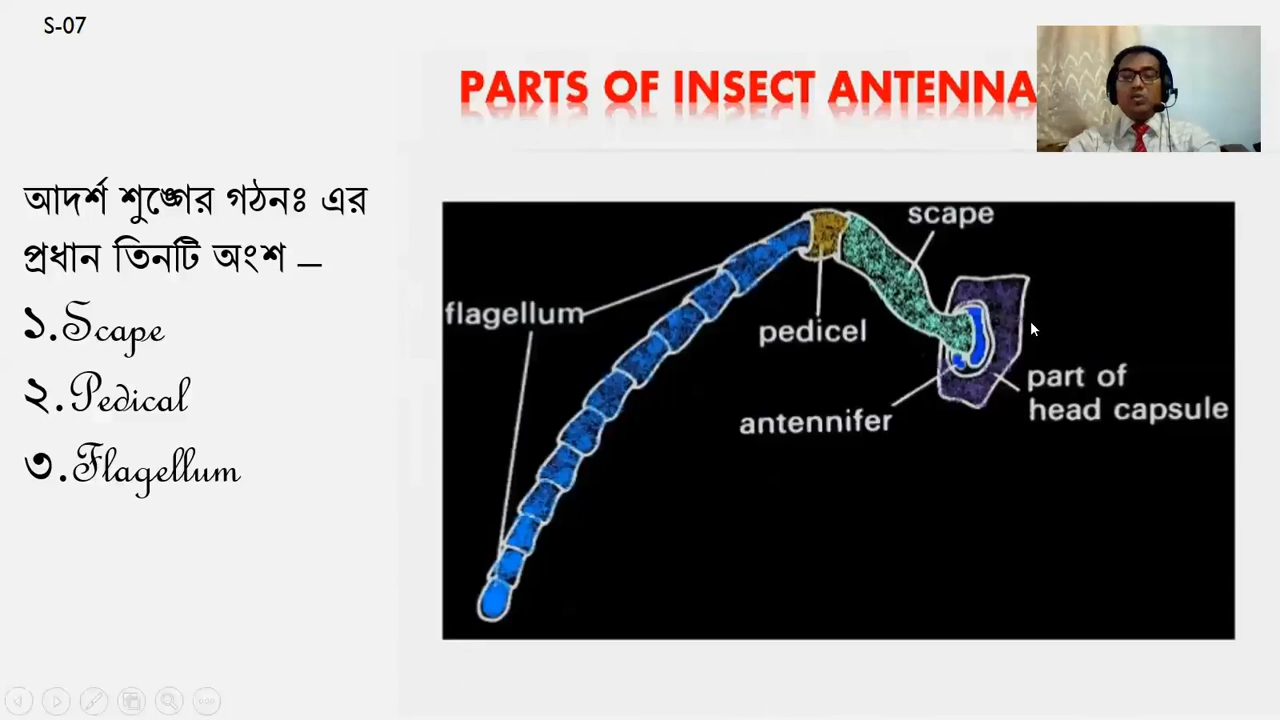 S-07
PARTS OF INSECT ANTENNA
আদর্শ শুঙ্গের গঠনঃ এর
প্রধান তিনটি অংশ –
১.Scape
২.Pedical
৩.Flagellum
scape
flagellum
pedicel
part of
head capsule
antennifer